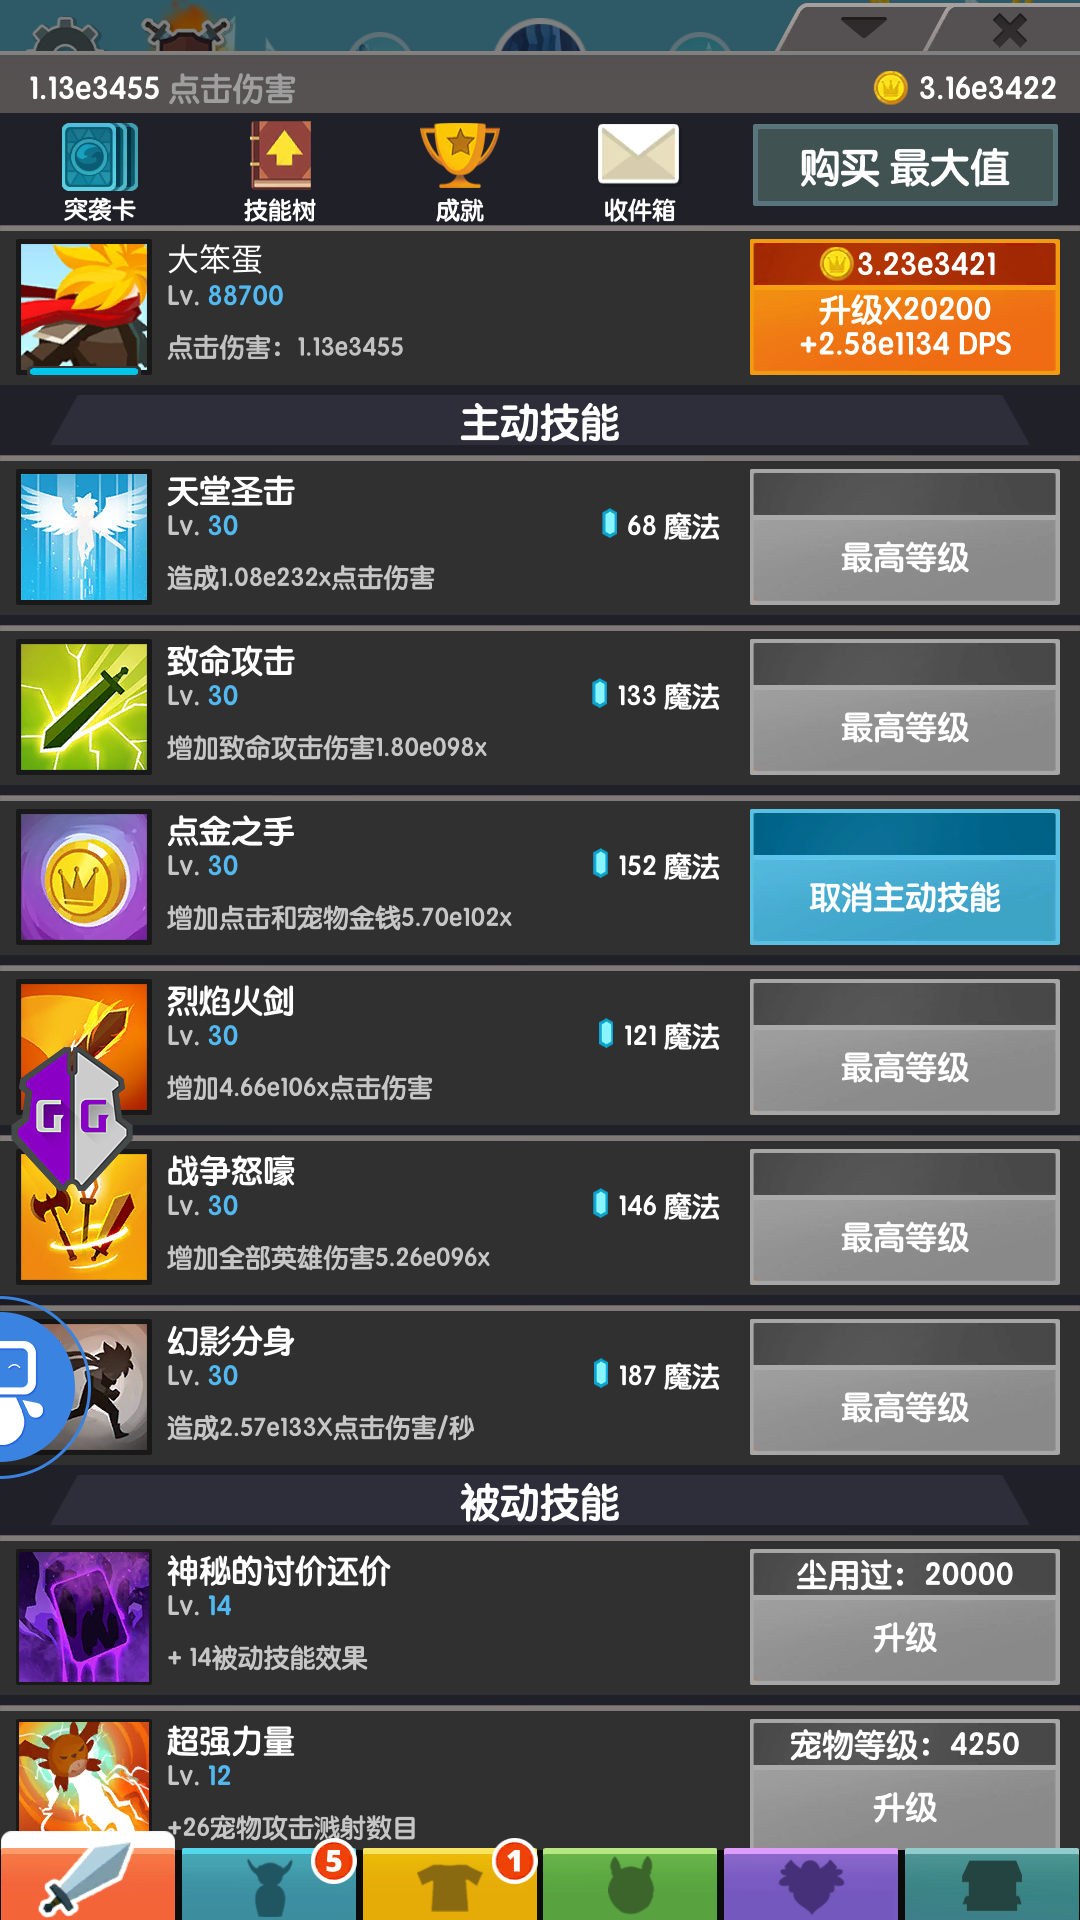 1.13e3455 点击伤害
3.16e3422
突袭卡
技能树
成就
收件箱
购买 最大值
大笨蛋
Lv. 88700
点击伤害：1.13e3455
3.23e3421
升级X20200
+2.58e1134 DPS
主动技能
天堂圣击
Lv. 30
68 魔法
造成1.08e232x点击伤害
最高等级
致命攻击
Lv. 30
133 魔法
增加致命攻击伤害1.80e098x
最高等级
点金之手
Lv. 30
152 魔法
增加点击和宠物金钱5.70e102x
取消主动技能
烈焰火剑
Lv. 30
121 魔法
增加4.66e106x点击伤害
最高等级
GG
战争怒嚎
Lv. 30
146 魔法
增加全部英雄伤害5.26e096x
最高等级
幻影分身
Lv. 30
187 魔法
造成2.57e133X点击伤害/秒
最高等级
被动技能
神秘的讨价还价
Lv. 14
+ 14被动技能效果
尘用过：20000
升级
超强力量
Lv. 12
+26宠物攻击溅射数目
宠物等级：4250
升级
5
1